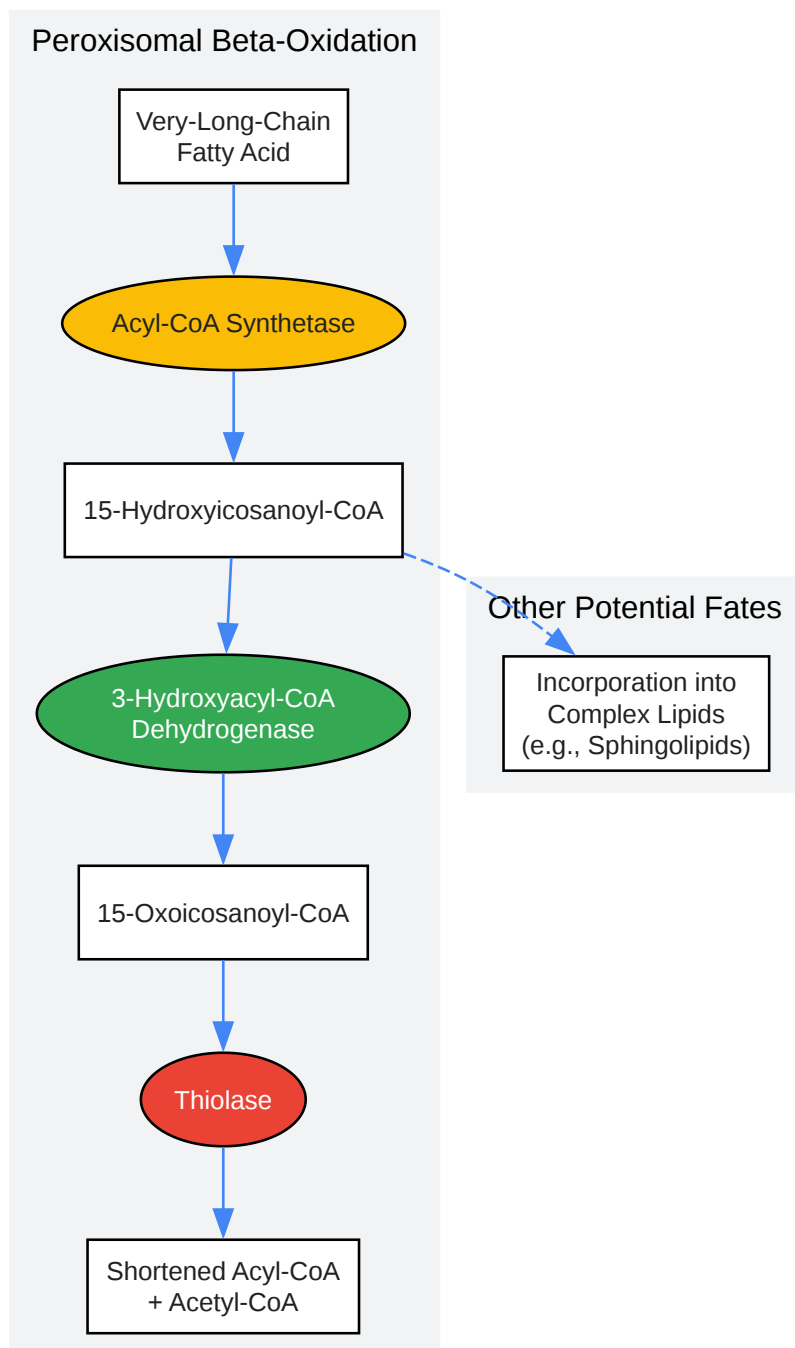 Peroxisomal Beta-Oxidation
Very-Long-Chain
Fatty Acid
Acyl-CoA Synthetase
15-Hydroxyicosanoyl-CoA
Other Potential Fates
Incorporation into
Complex Lipids
(e.g., Sphingolipids)
3-Hydroxyacyl-CoA
Dehydrogenase
15-Oxoicosanoyl-CoA
Thiolase
Shortened Acyl-CoA
+ Acetyl-CoA